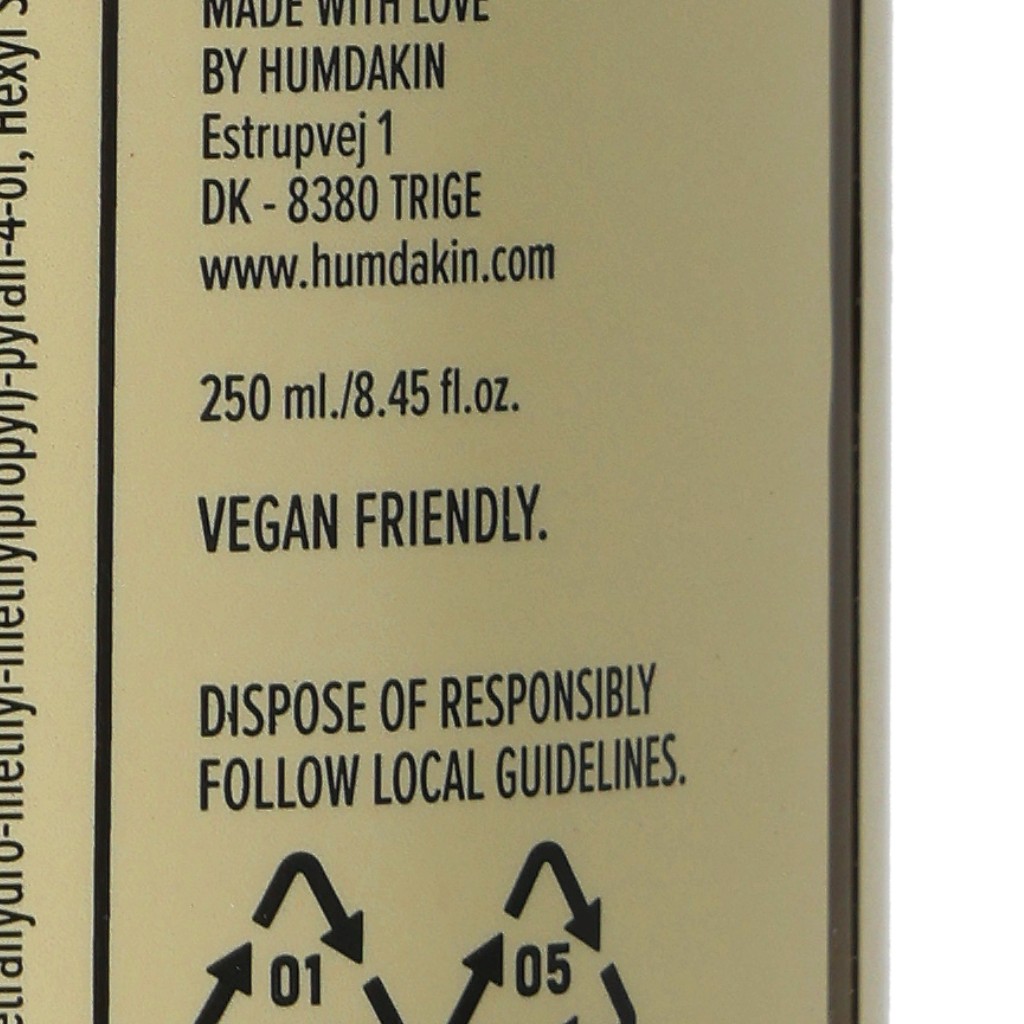 MADE WITH LOVE
BY HUMDAKIN
Estrupvej 1
DK - 8380 TRIGE
www.humdakin.com
250 ml./8.45 fl.oz.
VEGAN FRIENDLY.
DISPOSE OF RESPONSIBLY
FOLLOW LOCAL GUIDELINES.
01
05